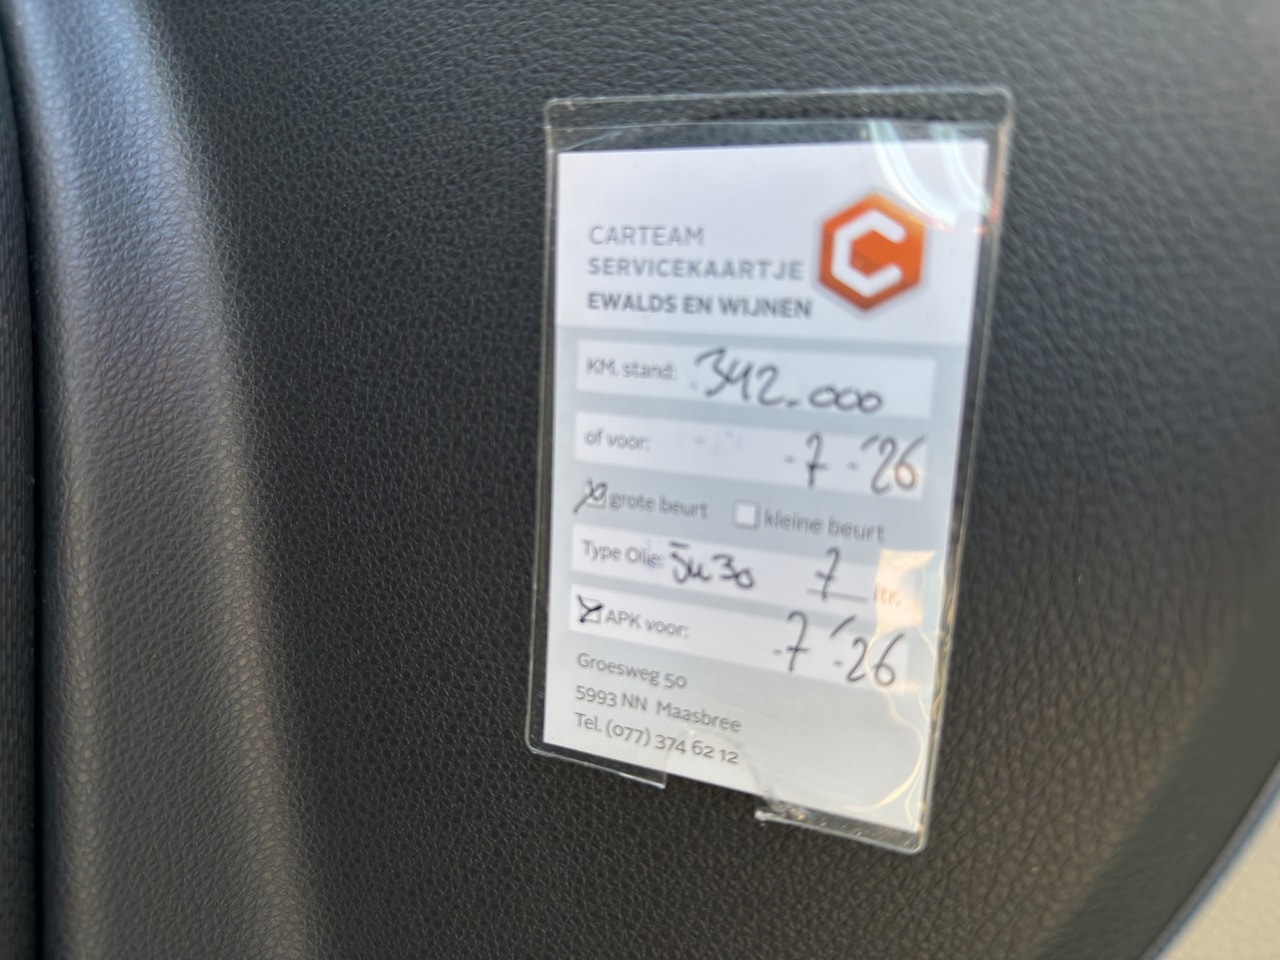 CARTEAM
SERVICEKAARTJE
EWALDS EN WIJNEN
KM. stand: 342.000
of voor: -7-'26
grote beurt kleine beurt
Type Olie: 5w30 7 ltr.
APK voor: -7-'26
Groesweg 50
5993 NN Maasbree
Tel. (077) 374 62 12